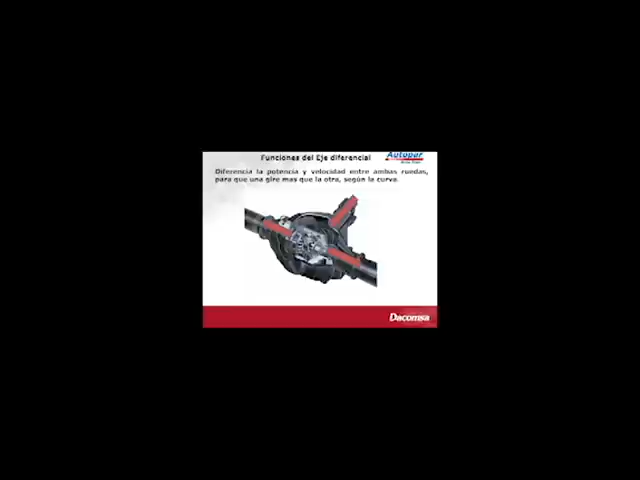 Funciones del Eje diferencial
Autopar
Diferencia la potencia y velocidad entre ambas ruedas,
para que una gire mas que la otra, según la curva.
Dacomsa